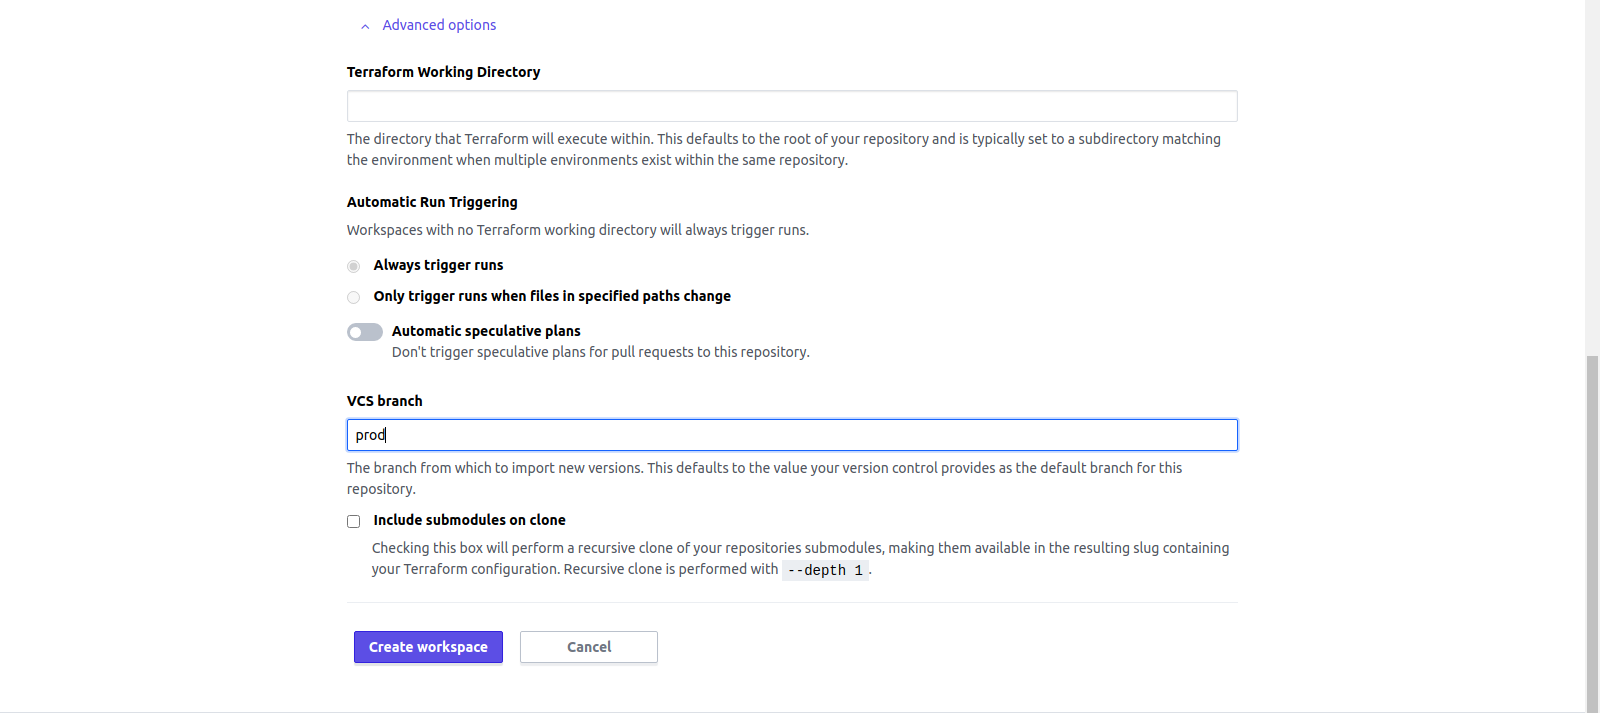 Advanced options
Terraform Working Directory
The directory that Terraform will execute within. This defaults to the root of your repository and is typically set to a subdirectory matching
the environment when multiple environments exist within the same repository.
Automatic Run Triggering
Workspaces with no Terraform working directory will always trigger runs.
Always trigger runs
Only trigger runs when files in specified paths change
Automatic speculative plans
Don't trigger speculative plans for pull requests to this repository.
VCS branch
prod
The branch from which to import new versions. This defaults to the value your version control provides as the default branch for this
repository.
Include submodules on clone
Checking this box will perform a recursive clone of your repositories submodules, making them available in the resulting slug containing
your Terraform configuration. Recursive clone is performed with --depth 1.
Create workspace Cancel